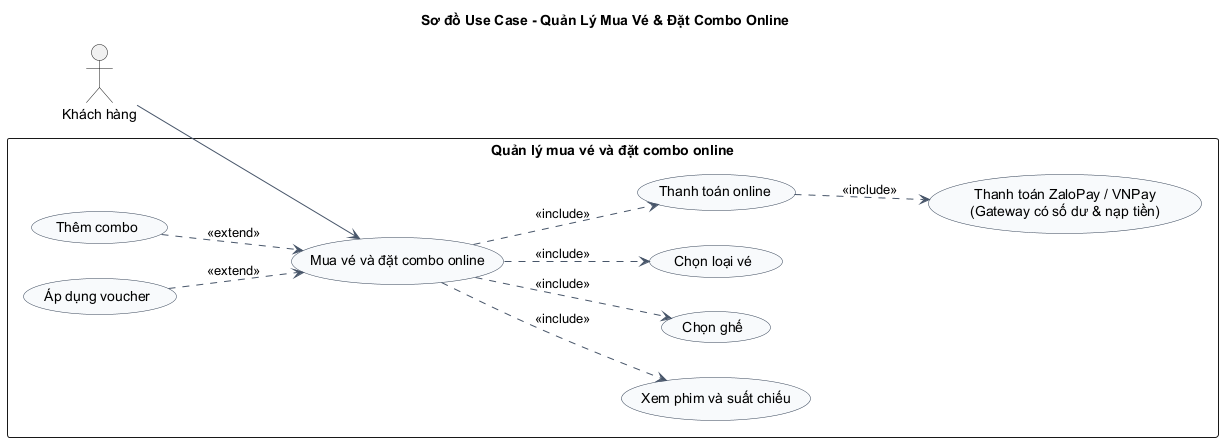 Sơ đồ Use Case - Quản Lý Mua Vé & Đặt Combo Online
Khách hàng
Quản lý mua vé và đặt combo online
Thanh toán online
«include»
Thanh toán ZaloPay / VNPay
(Gateway có số dư & nạp tiền)
Thêm combo
«extend»
«include»
Mua vé và đặt combo online
«include»
Chọn loại vé
Áp dụng voucher
«extend»
«include»
Chọn ghế
«include»
Xem phim và suất chiếu